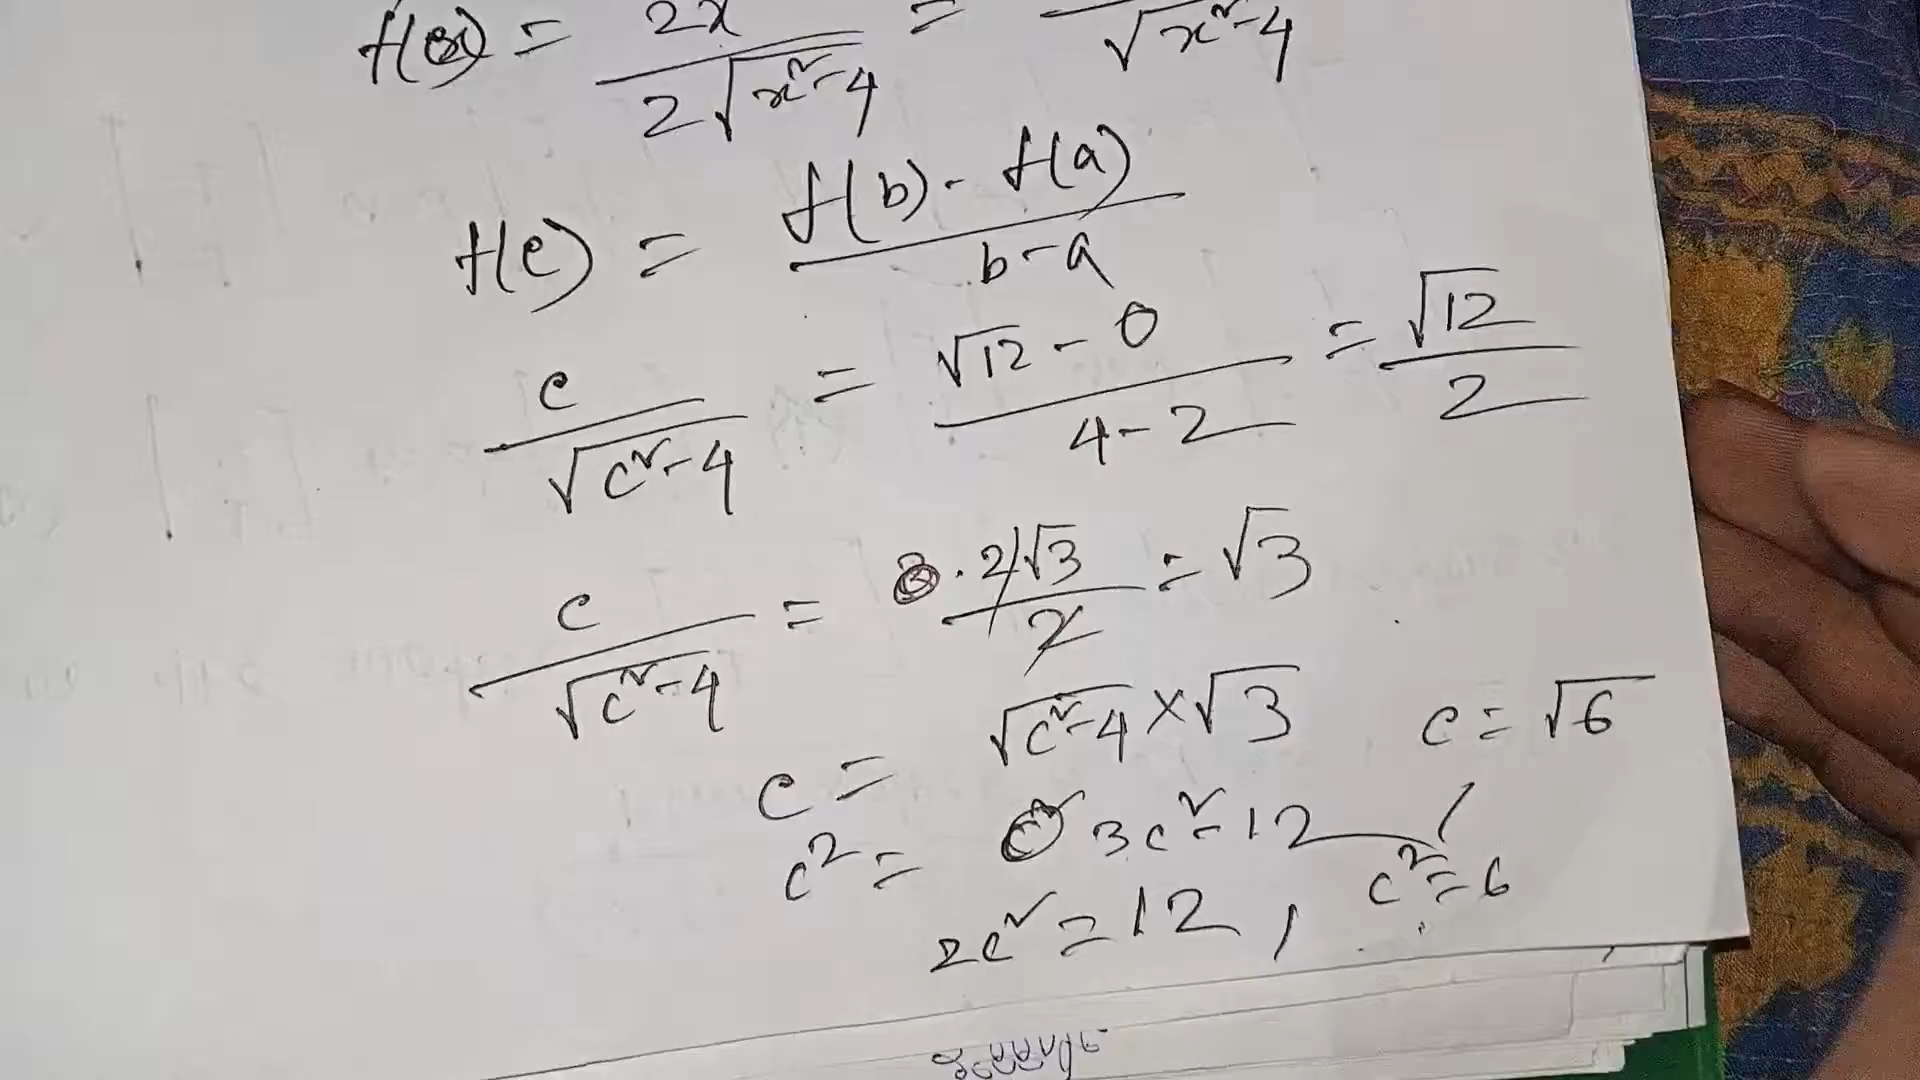 f(x) = 2x / 2√x²-4 = / √x²-4
f(c) = f(b) - f(a) / b-a
c / √c²-4 = √12 - 0 / 4-2 = √12 / 2
c / √c²-4 = . 2√3 / 2 = √3
c = √c²-4 × √3 c = √6
c² = 3c²-12
2c² = 12 , c² = 6